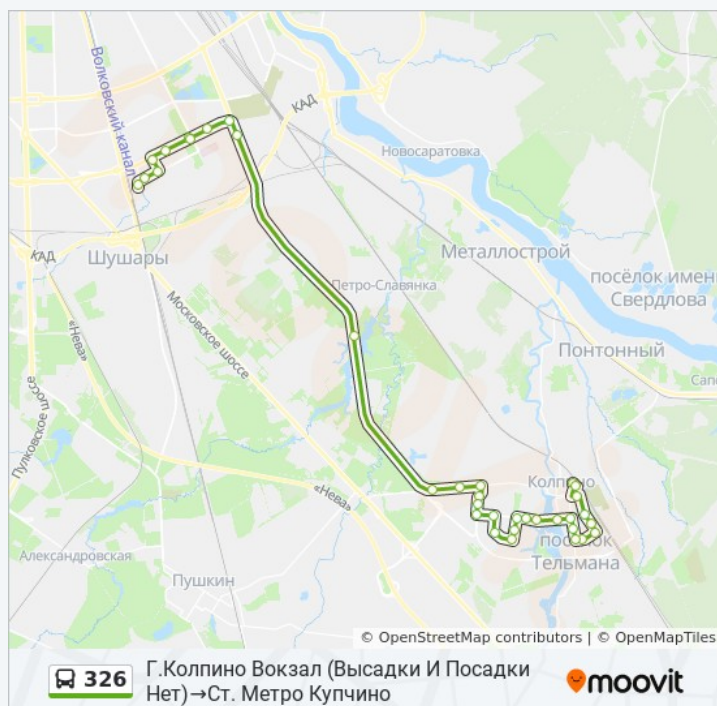 Волковский канал
КАД
Новосаратовка
Металлострой
посёлок имени
Свердлова
КАД
Шушары
Петро-Славянка
Понтонный
Московское шоссе
«Нева»
Пулковское шоссе
«Нева»
Колпино
посёлок
Тельмана
Александровская
Пушкин
© OpenStreetMap contributors | © OpenMapTiles
326
Г.Колпино Вокзал (Высадки И Посадки
Нет)→Ст. Метро Купчино
moovit